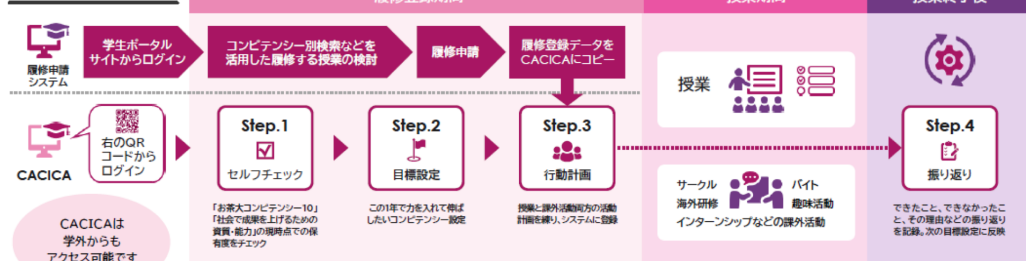 履修登録期間
授業期間
授業終了後
履修申請
システム
学生ポータル
サイトからログイン
コンピテンシー別検索などを
活用した履修する授業の検討
履修申請
履修登録データを
CACICAにコピー
CACICA
右のQR
コードから
ログイン
Step.1
セルフチェック
「お茶大コンピテンシー10」
「社会で成果を上げるための
資質・能力」の現時点での保
有度をチェック
Step.2
目標設定
この1年で力を入れて伸ば
したいコンピテンシー設定
Step.3
行動計画
授業と課外活動両方の活動
計画を練り、システムに登録
授業
サークル
バイト
海外研修
趣味活動
インターンシップなどの課外活動
Step.4
振り返り
できたこと、できなかったこ
と、その理由などの振り返り
を記録。次の目標設定に反映
CACICAは
学外からも
アクセス可能です